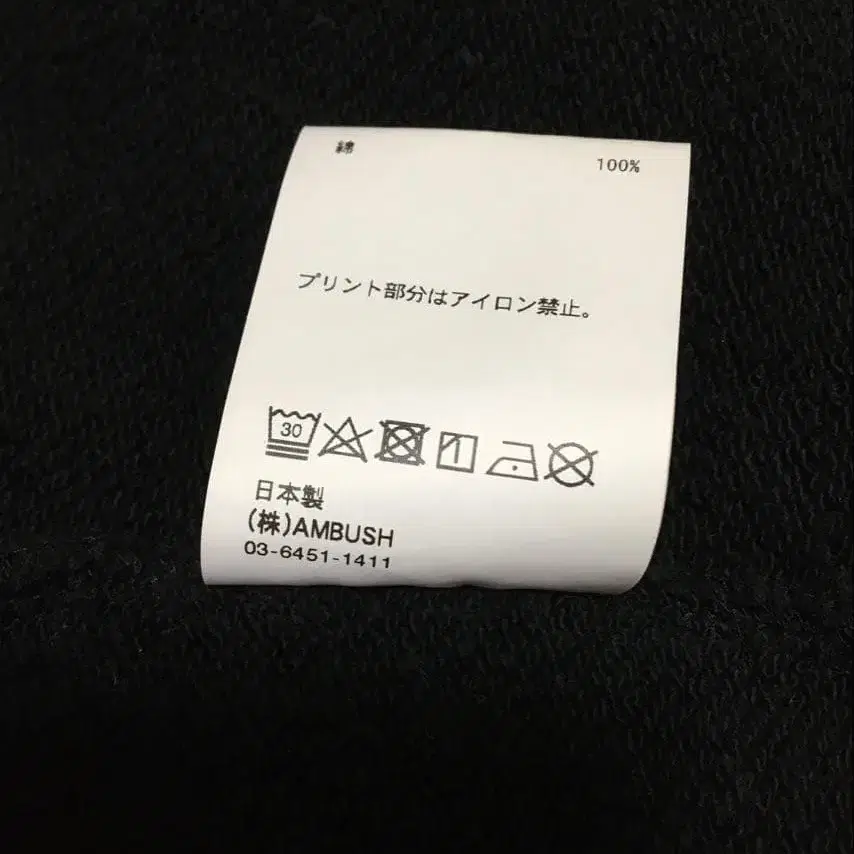 綿 100%
プリント部分はアイロン禁止。
30
日本製
(株)AMBUSH
03-6451-1411